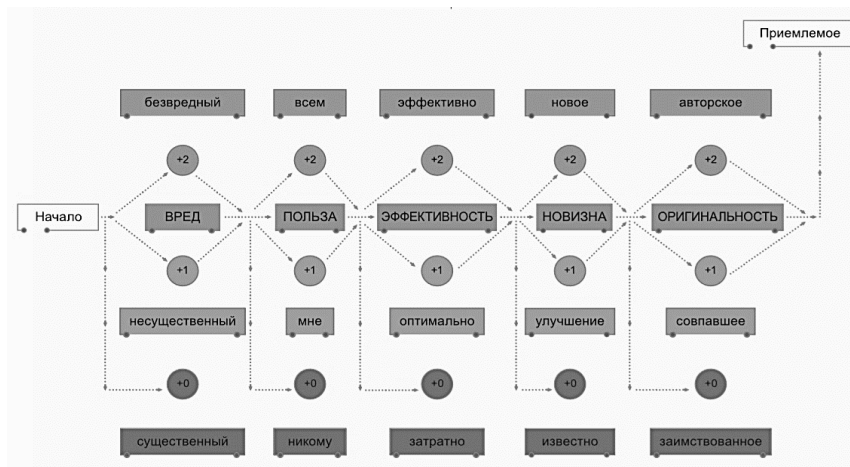 Приемлемое
безвредный всем эффективно новое авторское
+2 +2 +2 +2 +2
Начало ВРЕД ПОЛЬЗА ЭФФЕКТИВНОСТЬ НОВИЗНА ОРИГИНАЛЬНОСТЬ
+1 +1 +1 +1 +1
несущественный мне оптимально улучшение совпавшее
+0 +0 +0 +0 +0
существенный никому затратно известно заимствованное